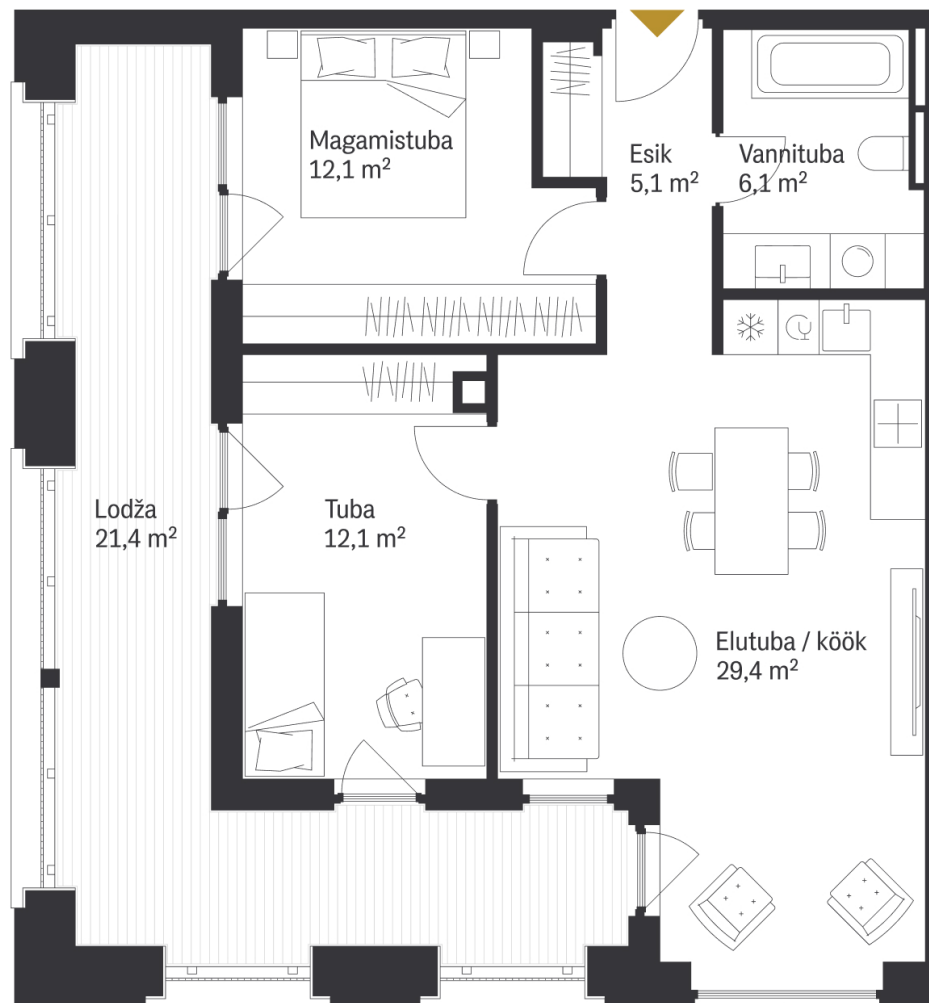 Magamistuba
12,1 m²
Esik
5,1 m²
Vannituba
6,1 m²
Lodža
21,4 m²
Tuba
12,1 m²
Elutuba / köök
29,4 m²